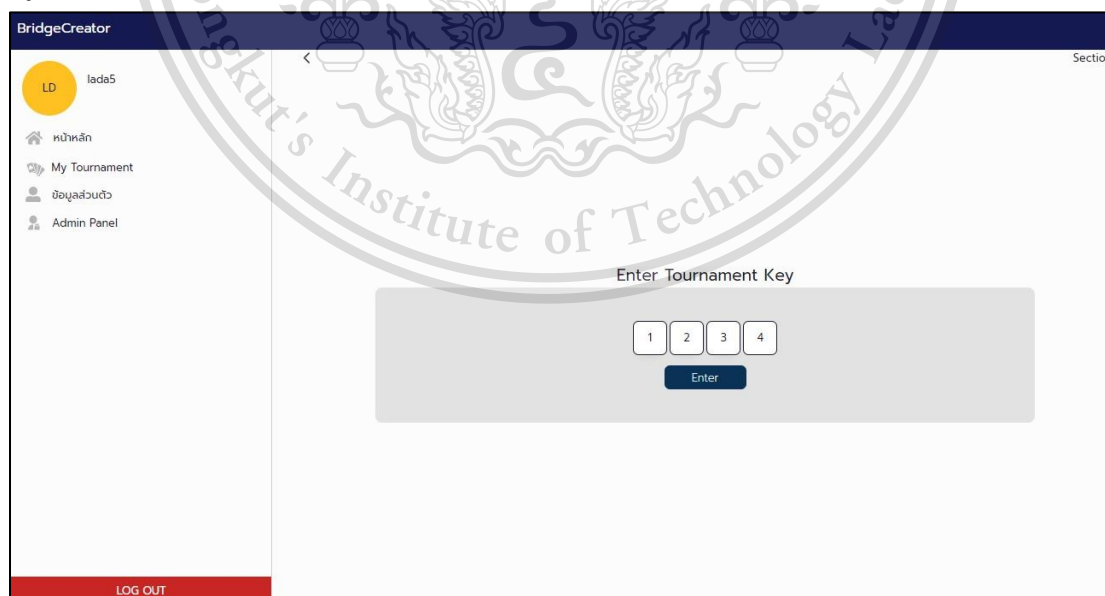 BridgeCreator
LD
lada5
หน้าหลัก
My Tournament
ข้อมูลส่วนตัว
Admin Panel
LOG OUT
<
Enter Tournament Key
1 2 3 4
Enter
Institute of Technology